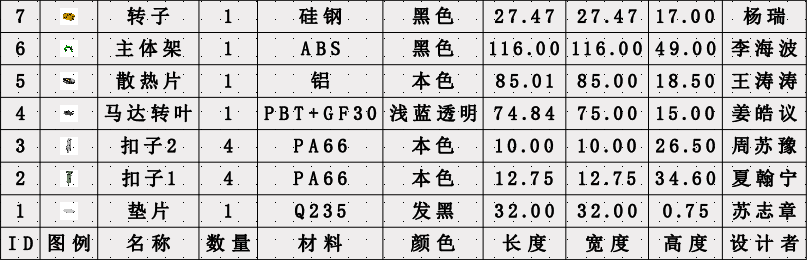 7 转子 1 硅钢 黑色 27.47 27.47 17.00 杨瑞
6 主体架 1 ABS 黑色 116.00 116.00 49.00 李海波
5 散热片 1 铝 本色 85.01 85.00 18.50 王涛涛
4 马达转叶 1 PBT+GF30 浅蓝透明 74.84 75.00 15.00 姜皓议
3 扣子2 4 PA66 本色 10.00 10.00 26.50 周苏豫
2 扣子1 4 PA66 本色 12.75 12.75 34.60 夏翰宁
1 垫片 1 Q235 发黑 32.00 32.00 0.75 苏志章
ID 图例 名称 数量 材料 颜色 长度 宽度 高度 设计者